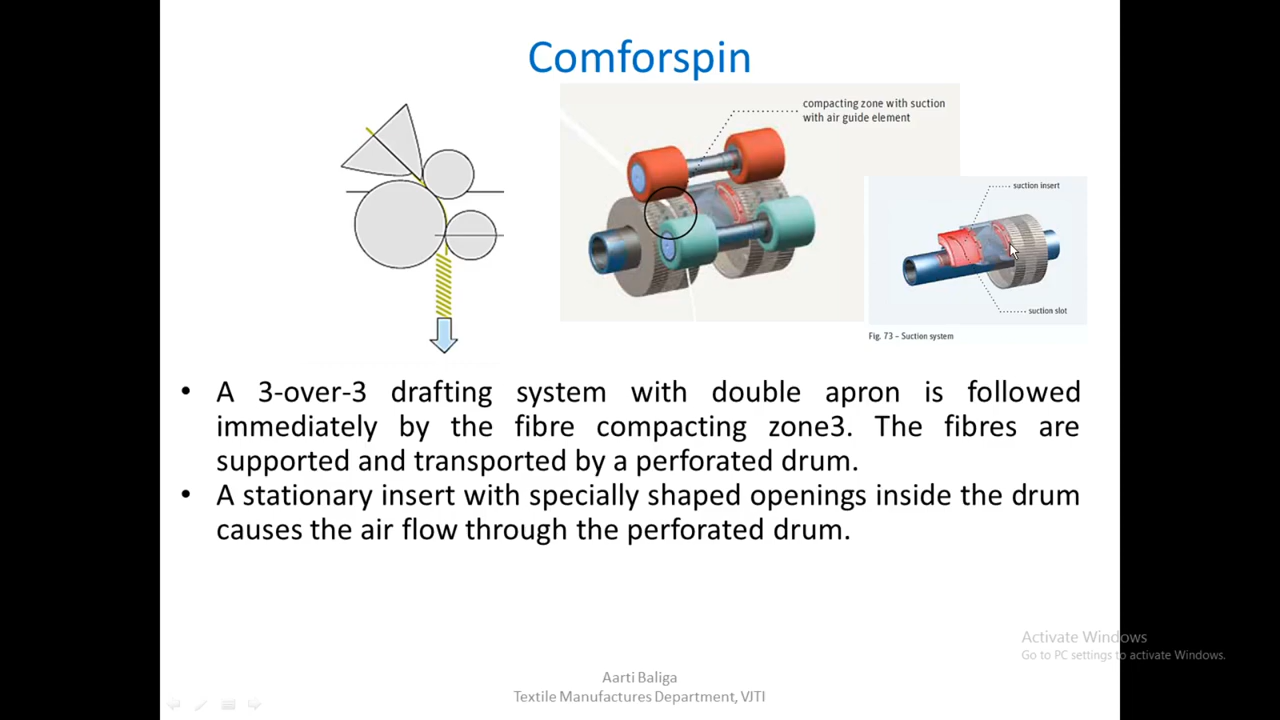 Comforspin
compacting zone with suction
with air guide element
suction insert
suction slot
Fig. 73 – Suction system
• A 3-over-3 drafting system with double apron is followed
immediately by the fibre compacting zone3. The fibres are
supported and transported by a perforated drum.
• A stationary insert with specially shaped openings inside the drum
causes the air flow through the perforated drum.
Activate Windows
Go to PC settings to activate Windows.
Aarti Baliga
Textile Manufactures Department, VJTI